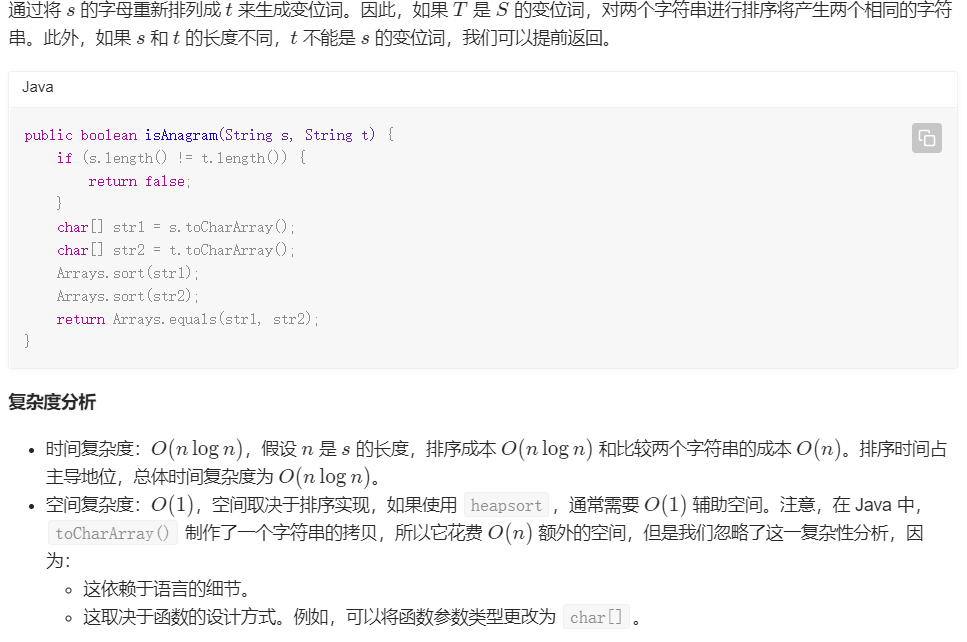 通过将 s 的字母重新排列成 t 来生成变位词。因此，如果 T 是 S 的变位词，对两个字符串进行排序将产生两个相同的字符
串。此外，如果 s 和 t 的长度不同，t 不能是 s 的变位词，我们可以提前返回。
Java
public boolean isAnagram(String s, String t) {
    if (s.length() != t.length()) {
        return false;
    }
    char[] str1 = s.toCharArray();
    char[] str2 = t.toCharArray();
    Arrays.sort(str1);
    Arrays.sort(str2);
    return Arrays.equals(str1, str2);
}
复杂度分析
• 时间复杂度：O(n log n)，假设 n 是 s 的长度，排序成本 O(n log n) 和比较两个字符串的成本 O(n)。排序时间占
主导地位，总体时间复杂度为 O(n log n)。
• 空间复杂度：O(1)，空间取决于排序实现，如果使用 heapsort，通常需要 O(1) 辅助空间。注意，在 Java 中，
toCharArray() 制作了一个字符串的拷贝，所以它花费 O(n) 额外的空间，但是我们忽略了这一复杂性分析，因
为：
◦ 这依赖于语言的细节。
◦ 这取决于函数的设计方式。例如，可以将函数参数类型更改为 char[]。